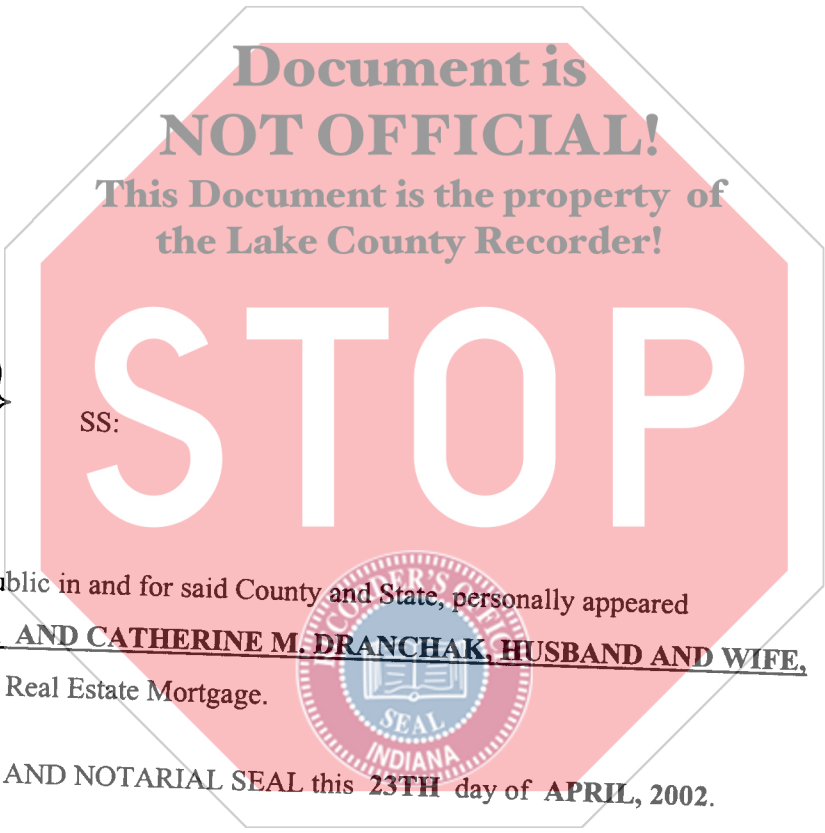 Document is
NOT OFFICIAL!
This Document is the property of
the Lake County Recorder!
STOP
SS:
ublic in and for said County and State, personally appeared
AND CATHERINE M. DRANCHAK, HUSBAND AND WIFE,
Real Estate Mortgage.
AND NOTARIAL SEAL this 23TH day of APRIL, 2002.
RECORDER'S OFFICE
SEAL
INDIANA